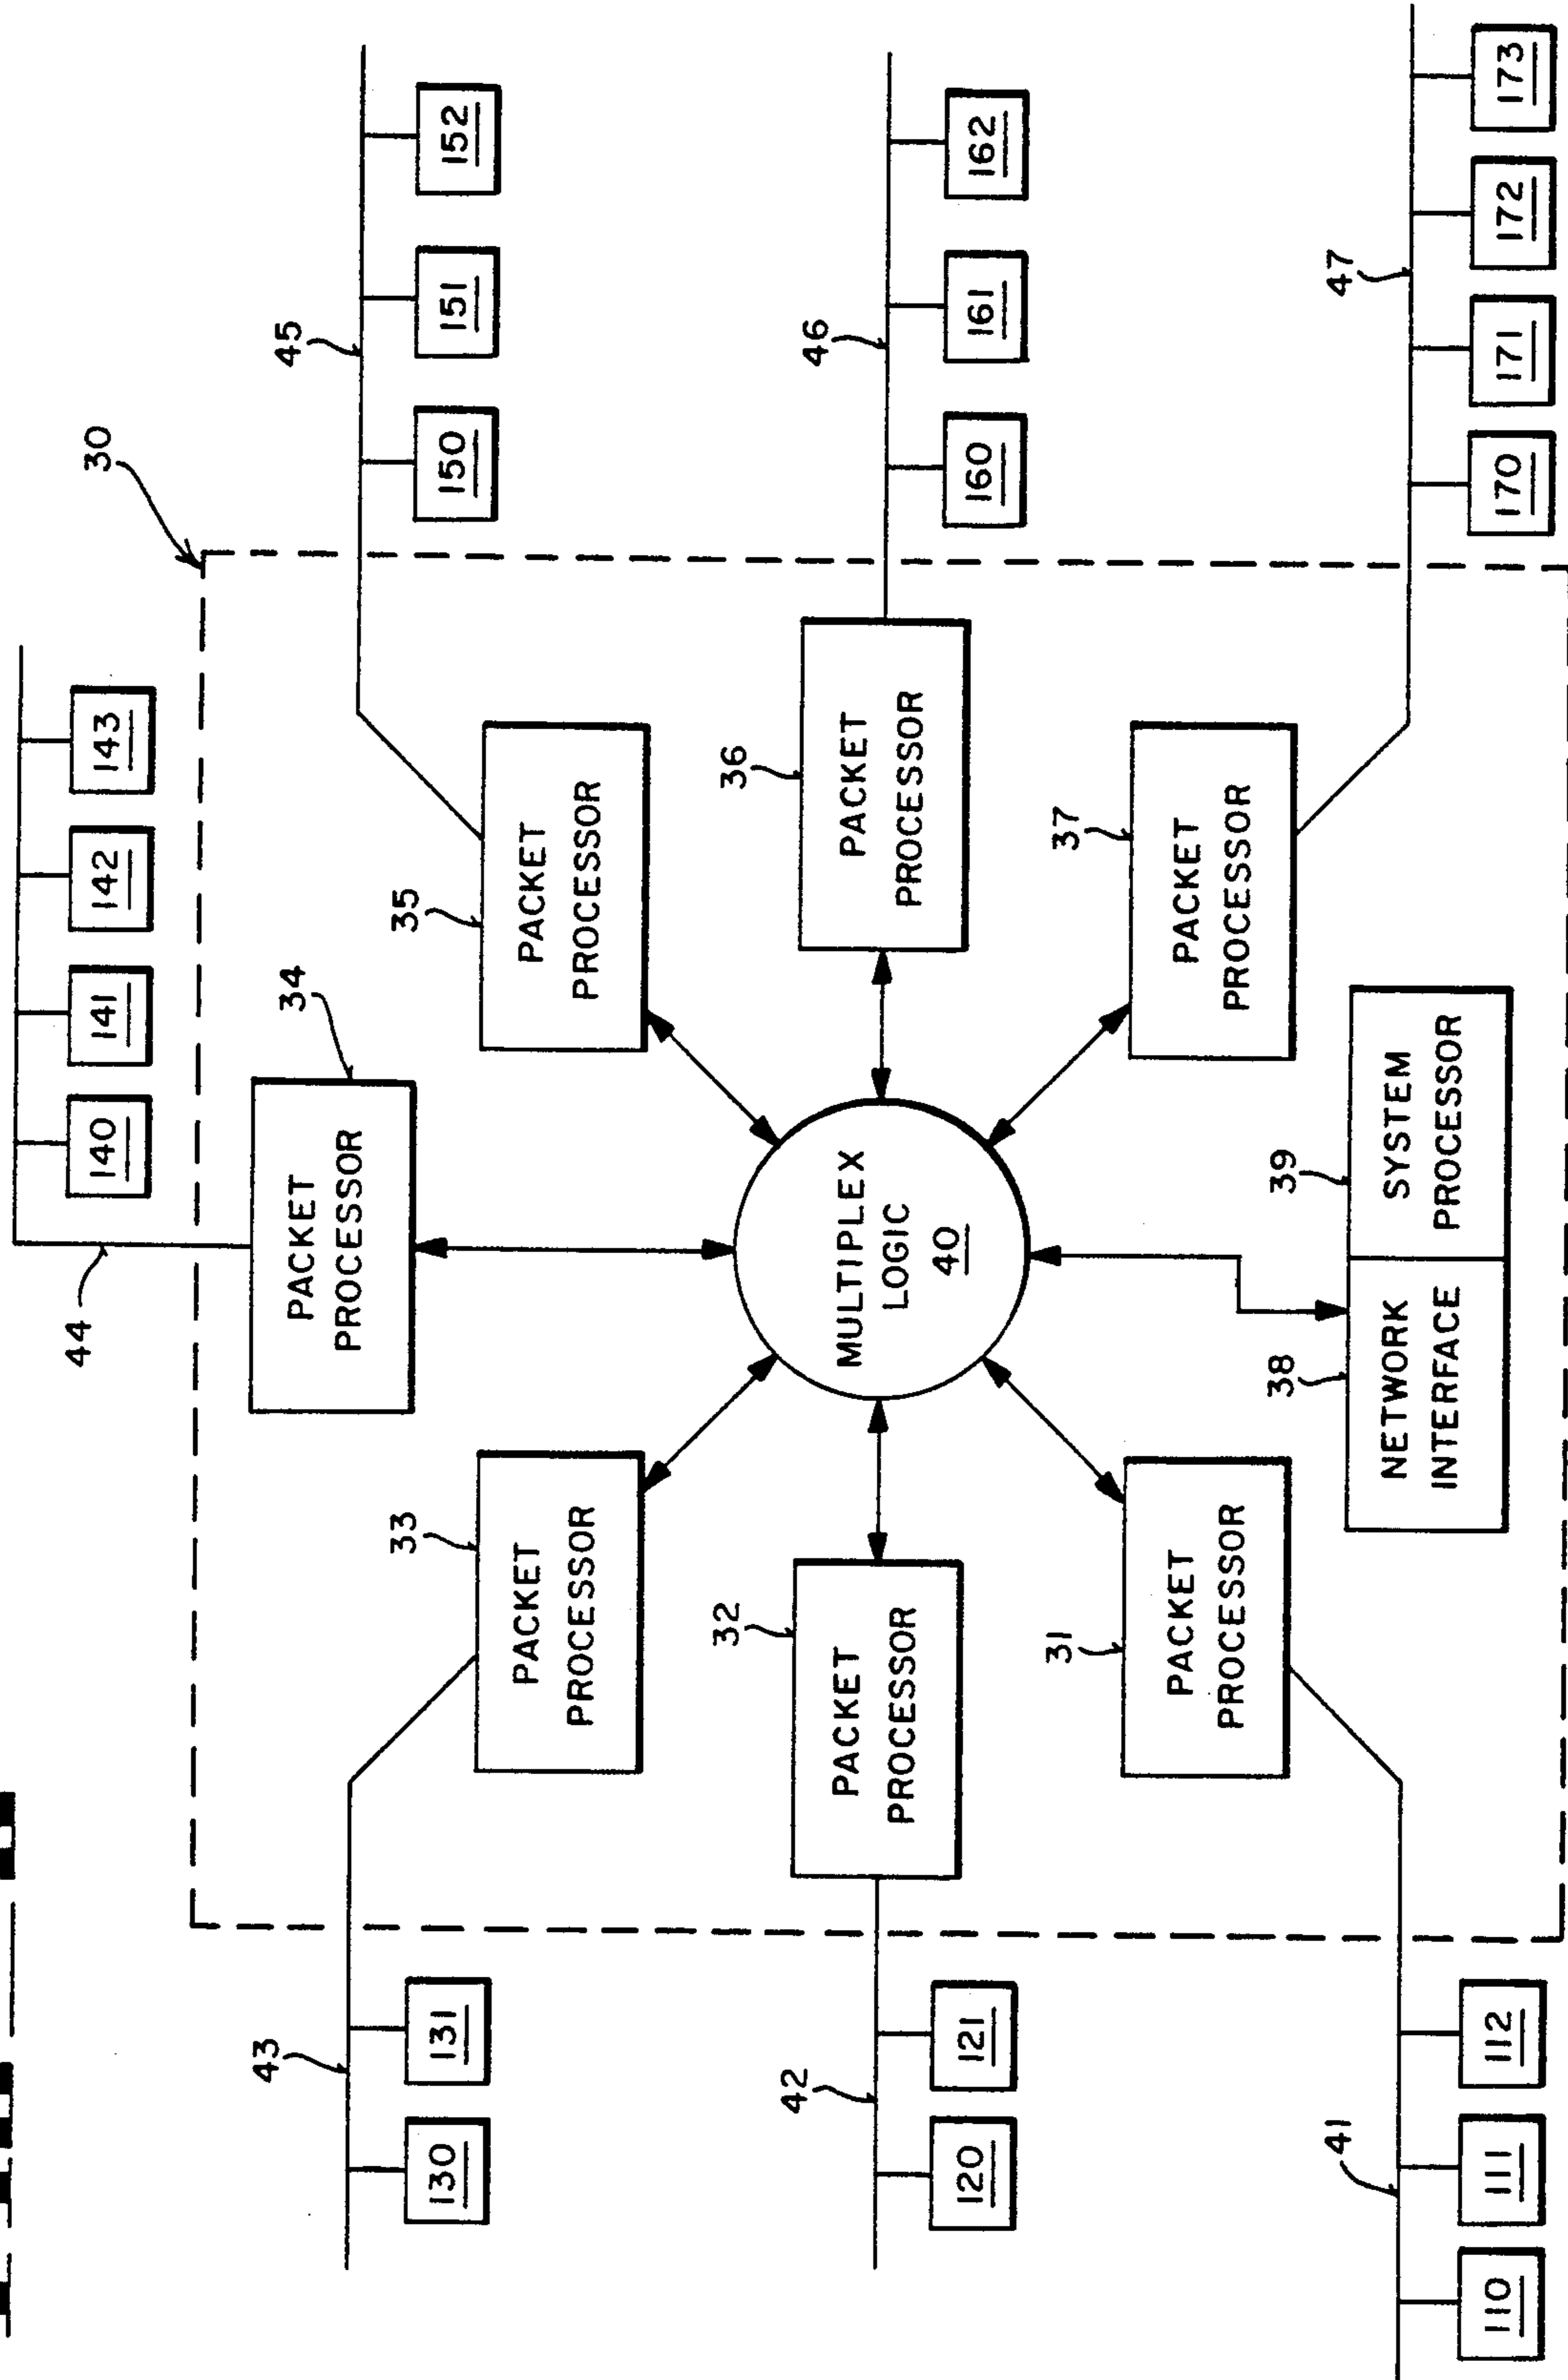 44
140
141
142
143
30
43
130
131
33
PACKET
PROCESSOR
34
PACKET
PROCESSOR
35
PACKET
PROCESSOR
45
150
151
152
42
120
121
32
PACKET
PROCESSOR
MULTIPLEX
LOGIC
40
36
PACKET
PROCESSOR
46
160
161
162
41
110
111
112
31
PACKET
PROCESSOR
38
NETWORK
INTERFACE
39
SYSTEM
PROCESSOR
37
PACKET
PROCESSOR
47
170
171
172
173